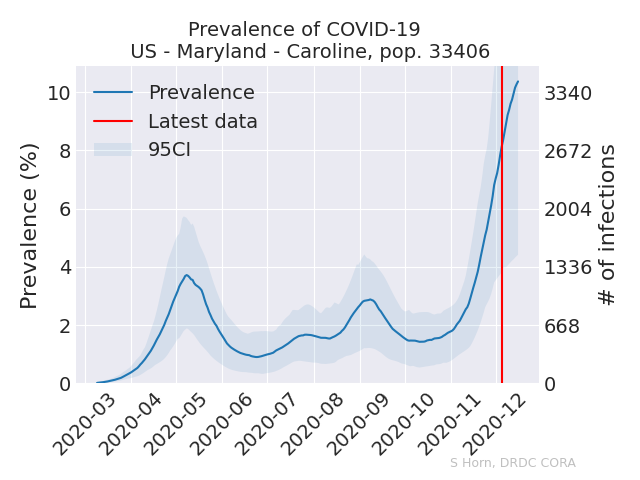 Prevalence of COVID-19
US - Maryland - Caroline, pop. 33406
Prevalence
Latest data
95CI
Prevalence (%)
10
8
6
4
2
0
3340
2672
2004
1336
668
0
# of infections
2020-03
2020-04
2020-05
2020-06
2020-07
2020-08
2020-09
2020-10
2020-11
2020-12
S Horn, DRDC CORA